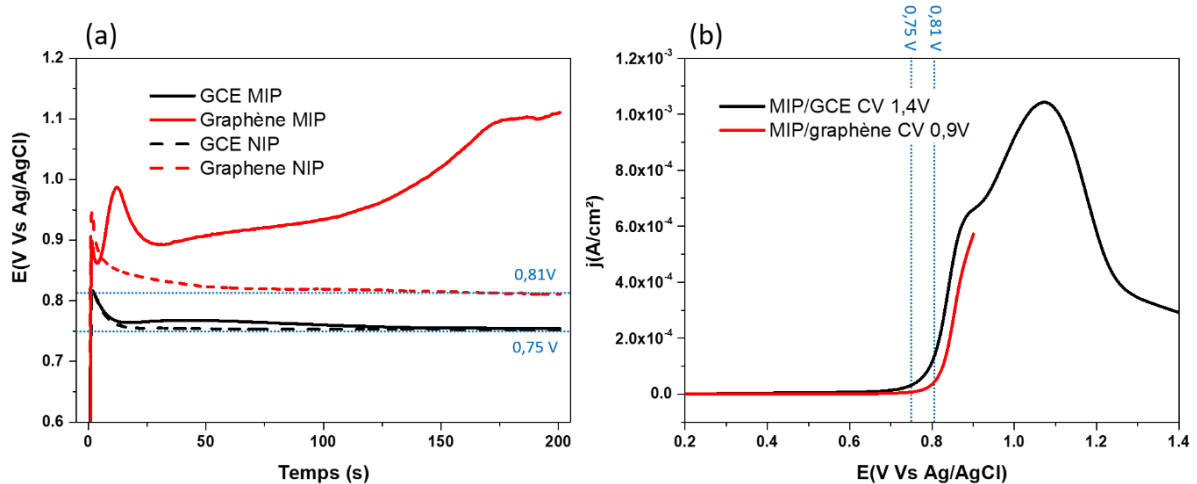 (a)
1.2
1.1
1.0
0.9
0.8
0.7
0.6
E(V Vs Ag/AgCl)
GCE MIP
Graphène MIP
GCE NIP
Graphene NIP
0,81V
0,75 V
0
50
100
150
200
Temps (s)
(b)
0,75 V
0,81 V
1.2x10⁻³
1.0x10⁻³
8.0x10⁻⁴
6.0x10⁻⁴
4.0x10⁻⁴
2.0x10⁻⁴
0.0
j(A/cm²)
MIP/GCE CV 1,4V
MIP/graphène CV 0,9V
0.2
0.4
0.6
0.8
1.0
1.2
1.4
E(V Vs Ag/AgCl)